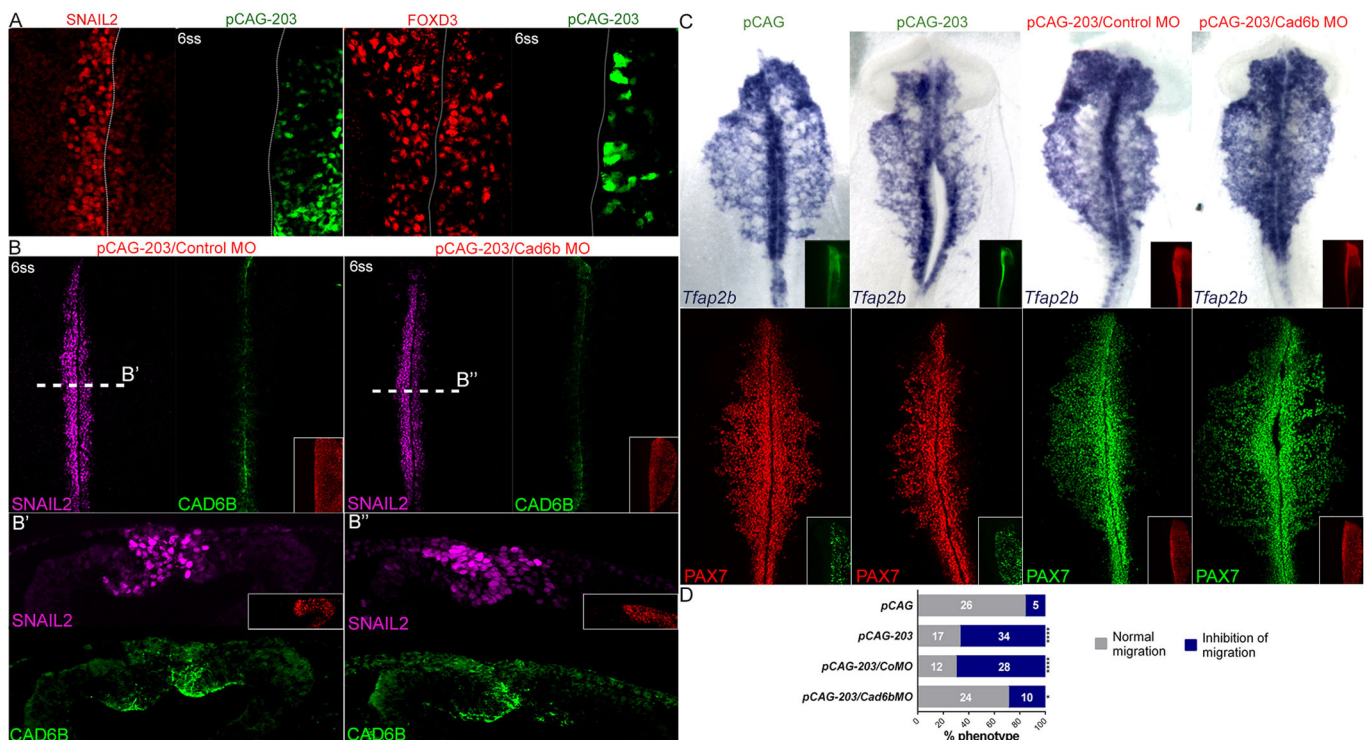 A
SNAIL2 pCAG-203 FOXD3 pCAG-203
6ss 6ss
B
pCAG-203/Control MO pCAG-203/Cad6b MO
6ss 6ss
B' B''
SNAIL2 CAD6B SNAIL2 CAD6B
B' B''
SNAIL2 SNAIL2
CAD6B CAD6B
C
pCAG pCAG-203 pCAG-203/Control MO pCAG-203/Cad6b MO
Tfap2b Tfap2b Tfap2b Tfap2b
PAX7 PAX7 PAX7 PAX7
D
pCAG 26 5
pCAG-203 17 34 ****
pCAG-203/CoMO 12 28 ****
pCAG-203/Cad6bMO 24 10 *
0 20 40 60 80 100
% phenotype
Normal migration
Inhibition of migration